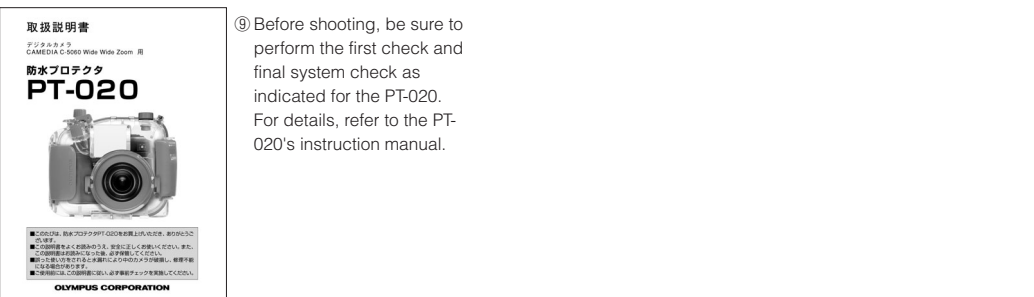 取扱説明書
デジタルカメラ
CAMEDIA C-5060 Wide Wide Zoom 用
防水プロテクタ
PT-020
■このたびは、防水プロテクタPT-020をお買上げいただき、ありがとうございます。
■この説明書をよくお読みのうえ、安全に正しくお使いください。また、
この説明書はお読みになった後、必ず保管してください。
■誤った使い方をされると水漏れにより中のカメラが破損し、修理不能
になる場合があります。
■ご使用前には、この説明書に従い、必ず事前チェックを実施してください。
OLYMPUS CORPORATION
⑨ Before shooting, be sure to
perform the first check and
final system check as
indicated for the PT-020.
For details, refer to the PT-
020's instruction manual.